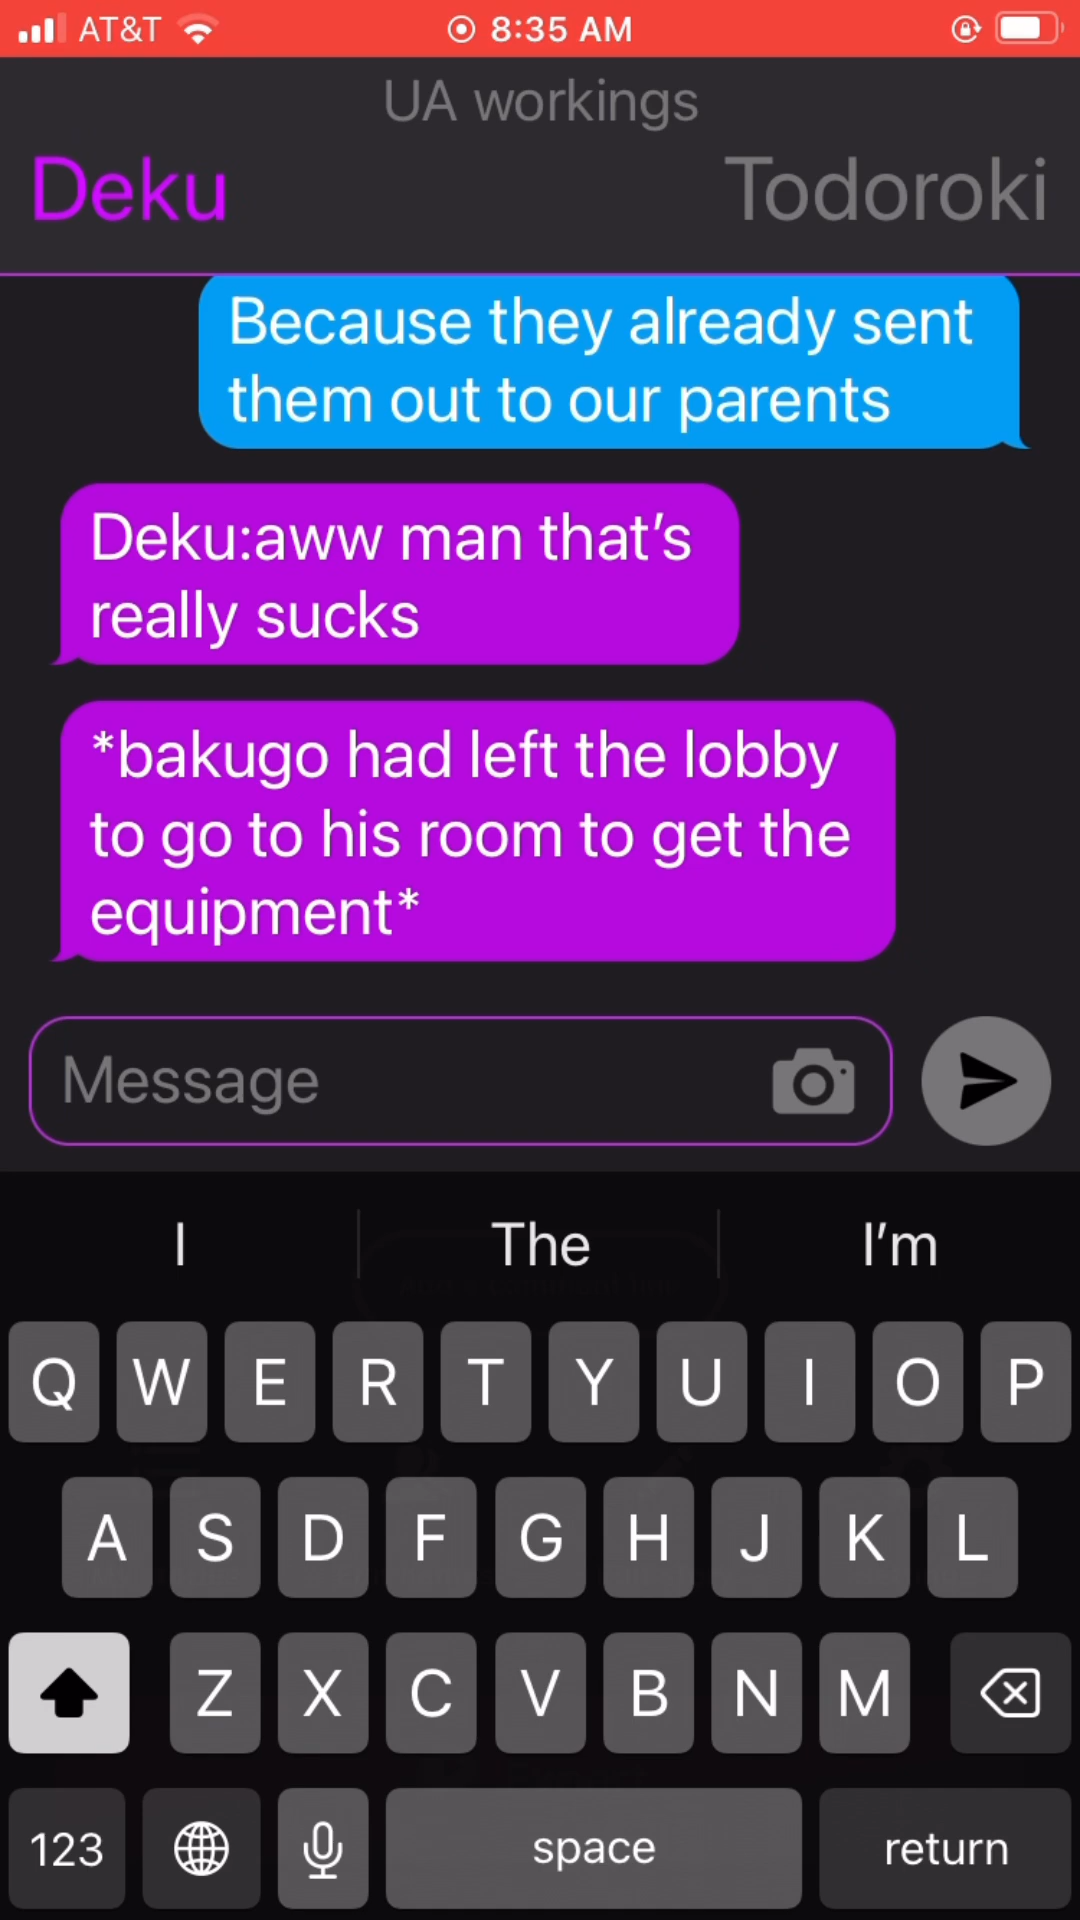 AT&T 8:35 AM
UA workings
Deku Todoroki
Because they already sent
them out to our parents
Deku:aww man that's
really sucks
*bakugo had left the lobby
to go to his room to get the
equipment*
Message
I The I'm
Q W E R T Y U I O P
A S D F G H J K L
Z X C V B N M
123 space return